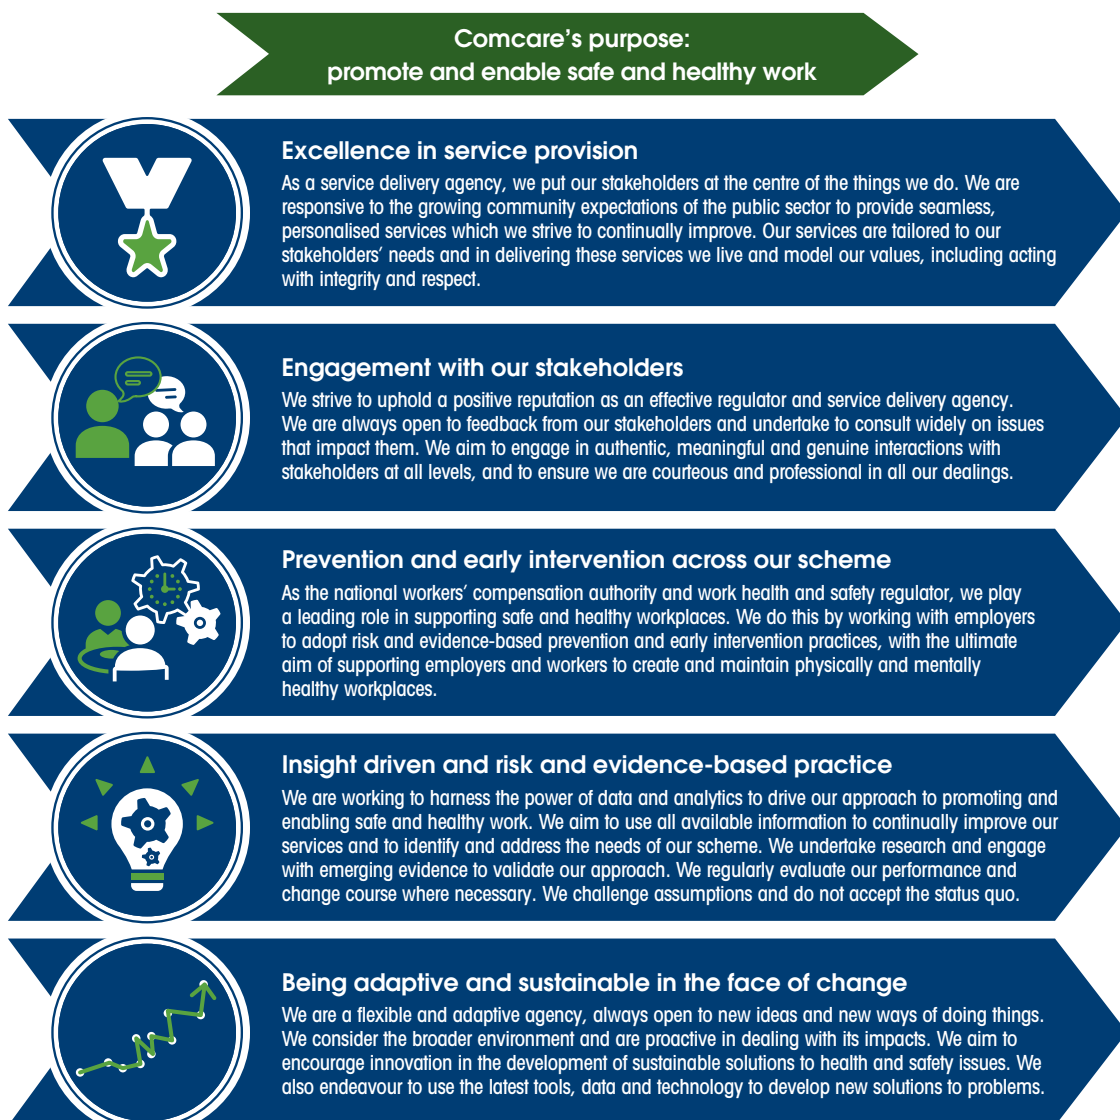 Comcare’s purpose:
promote and enable safe and healthy work
Excellence in service provision
As a service delivery agency, we put our stakeholders at the centre of the things we do. We are
responsive to the growing community expectations of the public sector to provide seamless,
personalised services which we strive to continually improve. Our services are tailored to our
stakeholders’ needs and in delivering these services we live and model our values, including acting
with integrity and respect.
Engagement with our stakeholders
We strive to uphold a positive reputation as an effective regulator and service delivery agency.
We are always open to feedback from our stakeholders and undertake to consult widely on issues
that impact them. We aim to engage in authentic, meaningful and genuine interactions with
stakeholders at all levels, and to ensure we are courteous and professional in all our dealings.
Prevention and early intervention across our scheme
As the national workers’ compensation authority and work health and safety regulator, we play
a leading role in supporting safe and healthy workplaces. We do this by working with employers
to adopt risk and evidence-based prevention and early intervention practices, with the ultimate
aim of supporting employers and workers to create and maintain physically and mentally
healthy workplaces.
Insight driven and risk and evidence-based practice
We are working to harness the power of data and analytics to drive our approach to promoting and
enabling safe and healthy work. We aim to use all available information to continually improve our
services and to identify and address the needs of our scheme. We undertake research and engage
with emerging evidence to validate our approach. We regularly evaluate our performance and
change course where necessary. We challenge assumptions and do not accept the status quo.
Being adaptive and sustainable in the face of change
We are a flexible and adaptive agency, always open to new ideas and new ways of doing things.
We consider the broader environment and are proactive in dealing with its impacts. We aim to
encourage innovation in the development of sustainable solutions to health and safety issues. We
also endeavour to use the latest tools, data and technology to develop new solutions to problems.